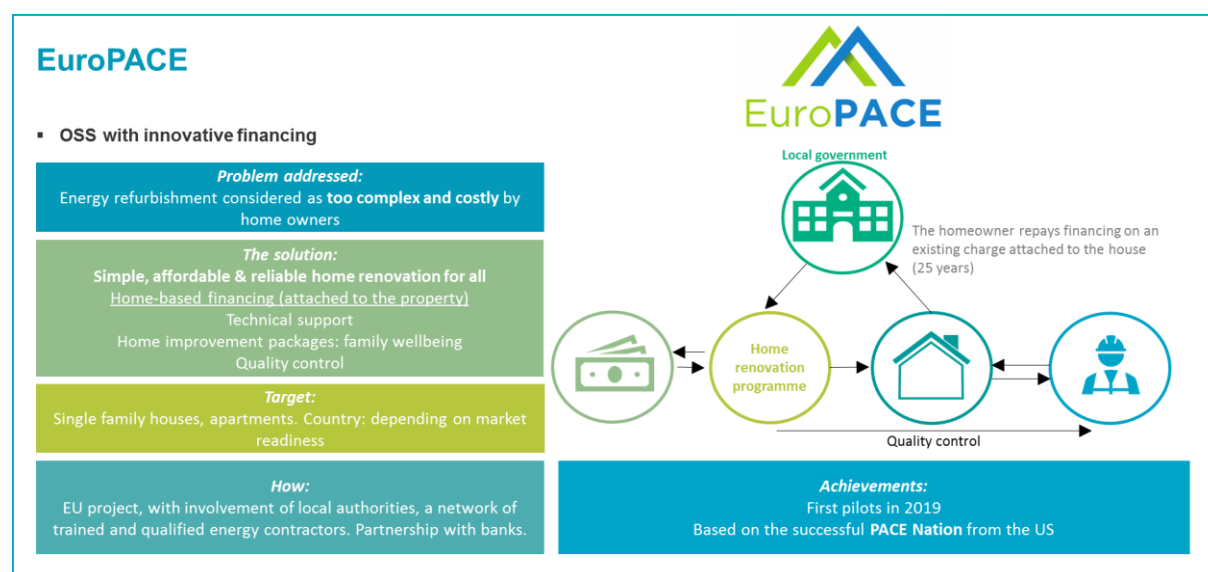 EuroPACE
EuroPACE
▪ OSS with innovative financing
Problem addressed:
Energy refurbishment considered as too complex and costly by
home owners
The solution:
Simple, affordable & reliable home renovation for all
Home-based financing (attached to the property)
Technical support
Home improvement packages: family wellbeing
Quality control
Target:
Single family houses, apartments. Country: depending on market
readiness
How:
EU project, with involvement of local authorities, a network of
trained and qualified energy contractors. Partnership with banks.
Local government
The homeowner repays financing on an
existing charge attached to the house
(25 years)
Home
renovation
programme
Quality control
Achievements:
First pilots in 2019
Based on the successful PACE Nation from the US